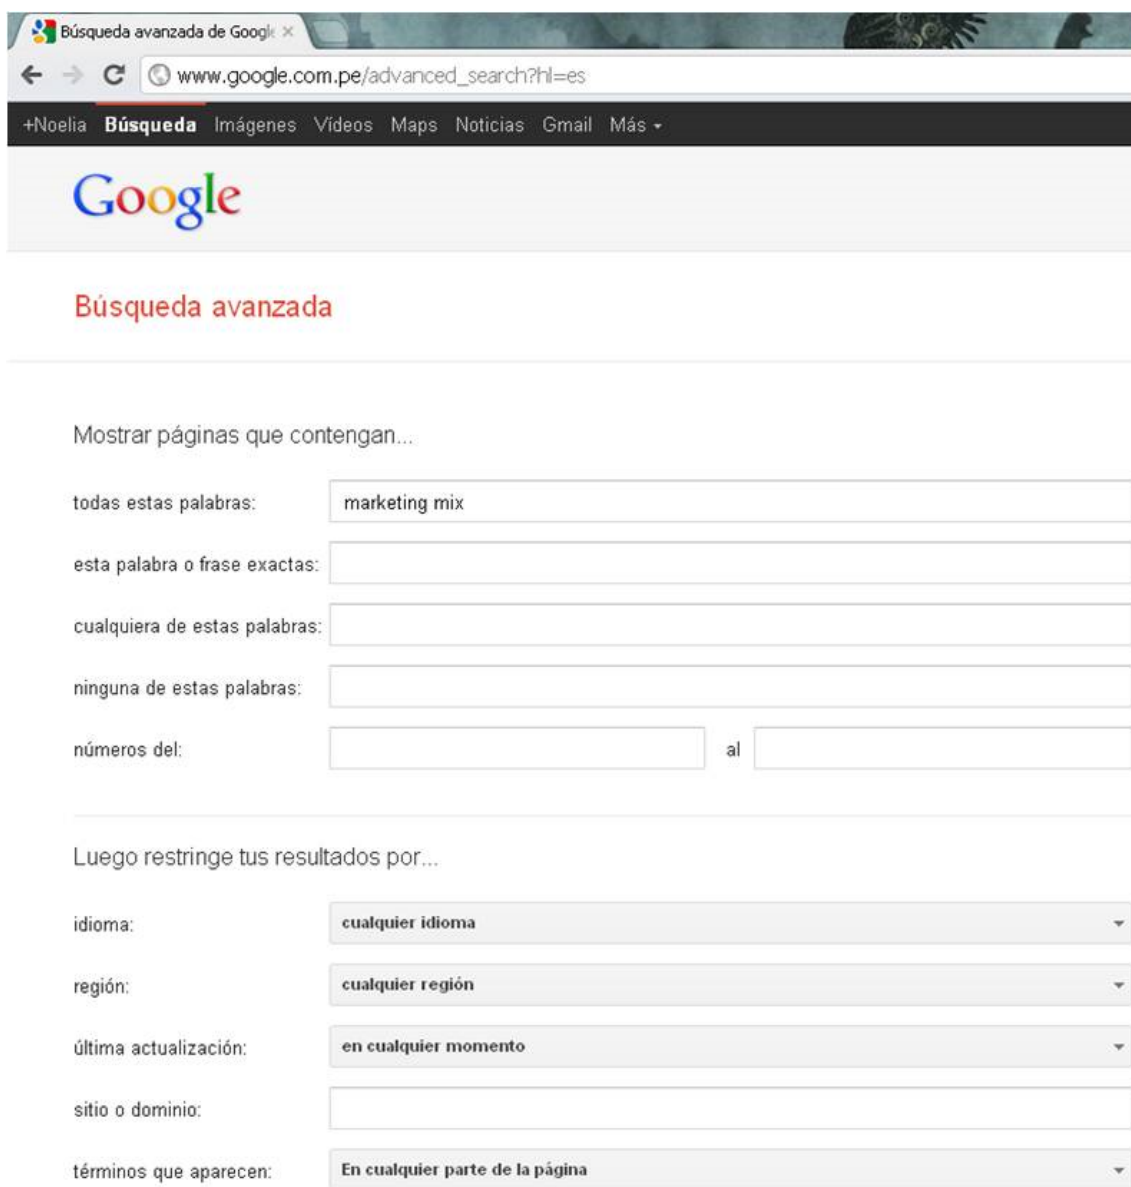 Búsqueda avanzada de Google
www.google.com.pe/advanced_search?hl=es
+Noelia Búsqueda Imágenes Vídeos Maps Noticias Gmail Más
Google
Búsqueda avanzada
Mostrar páginas que contengan...
todas estas palabras: marketing mix
esta palabra o frase exactas:
cualquiera de estas palabras:
ninguna de estas palabras:
números del: al
Luego restringe tus resultados por...
idioma: cualquier idioma
región: cualquier región
última actualización: en cualquier momento
sitio o dominio:
términos que aparecen: En cualquier parte de la página